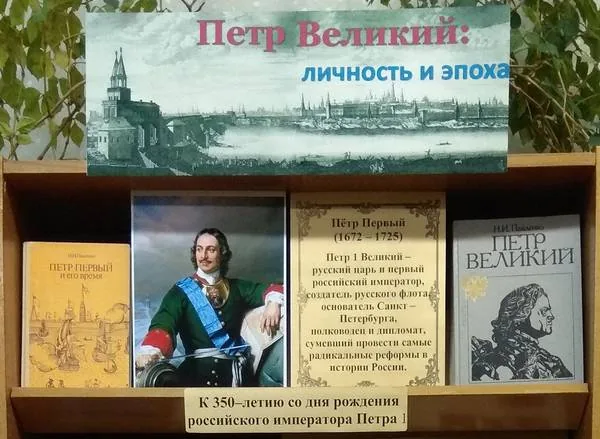 Петр Великий:
личность и эпоха
Н.И. Павленко
ПЕТР ПЕРВЫЙ
и его время
Пётр Первый
(1672 – 1725)
Петр 1 Великий –
русский царь и первый
российский император,
создатель русского флота,
основатель Санкт –
Петербурга,
полководец и дипломат,
сумевший провести самые
радикальные реформы в
истории России.
Н.И. Павленко
ПЕТР
ВЕЛИКИЙ
К 350–летию со дня рождения
российского императора Петра 1